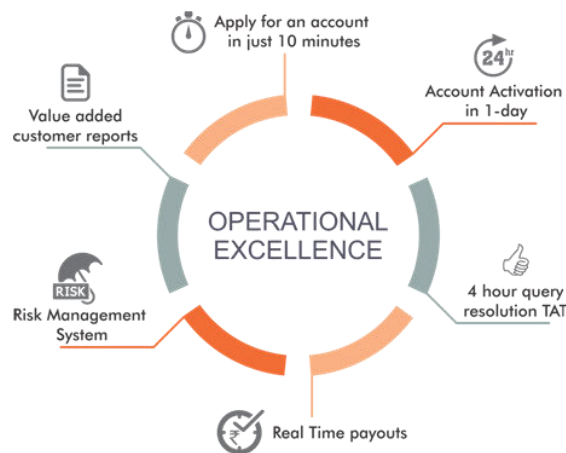 Apply for an account
in just 10 minutes
24hr
Account Activation
in 1-day
Value added
customer reports
OPERATIONAL
EXCELLENCE
4 hour query
resolution TAT
RISK
Risk Management
System
₹
Real Time payouts